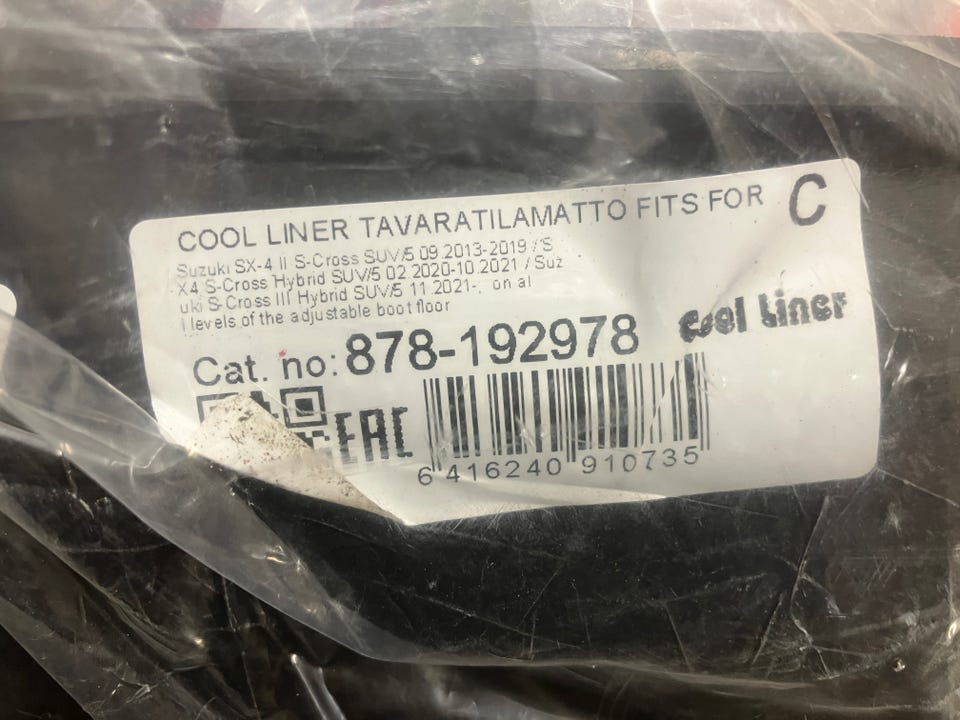 COOL LINER TAVARATILAMATTO FITS FOR C
Suzuki SX-4 II S-Cross SUV/5 09.2013-2019 / S
X4 S-Cross Hybrid SUV/5 02.2020-10.2021 / Suz
uki S-Cross III Hybrid SUV/5 11.2021-, on al
l levels of the adjustable boot floor
Cat. no: 878-192978 Cool Liner
EAC
6 416240 910735